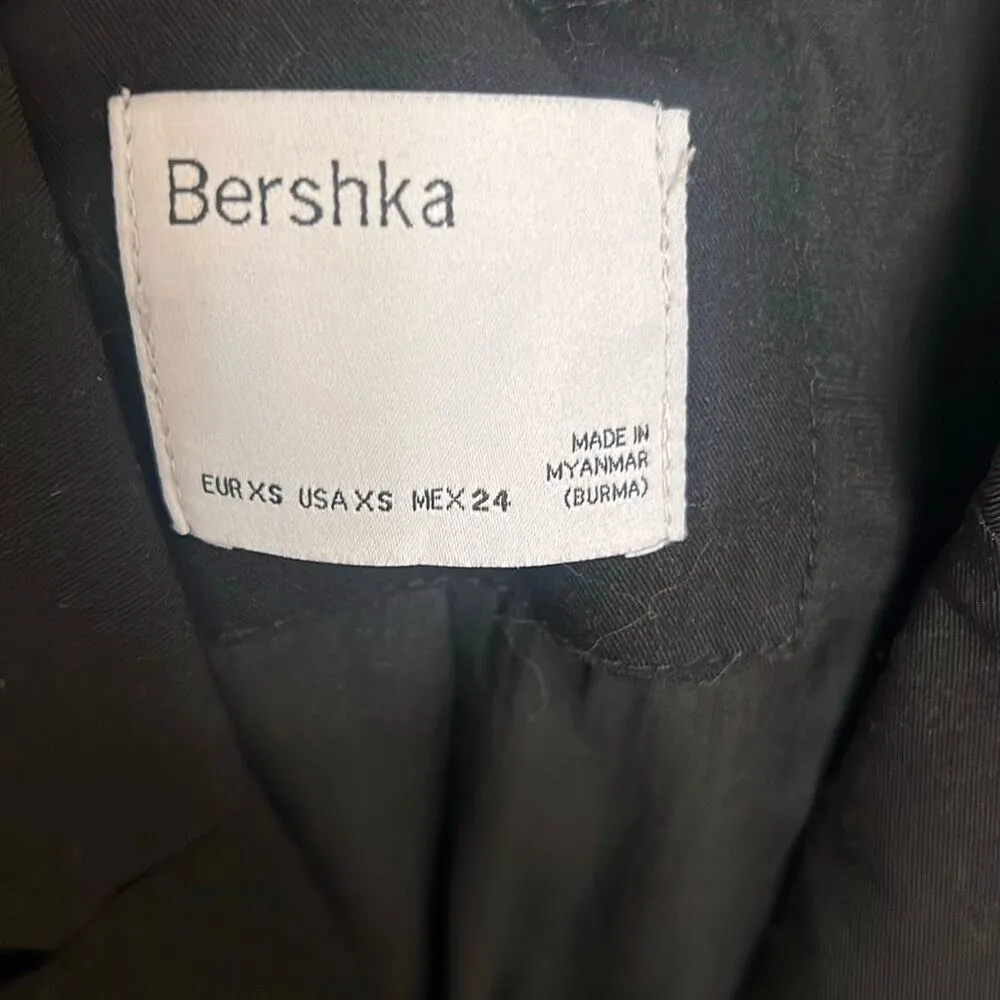 Bershka
EUR XS USA XS MEX 24
MADE IN
MYANMAR
(BURMA)